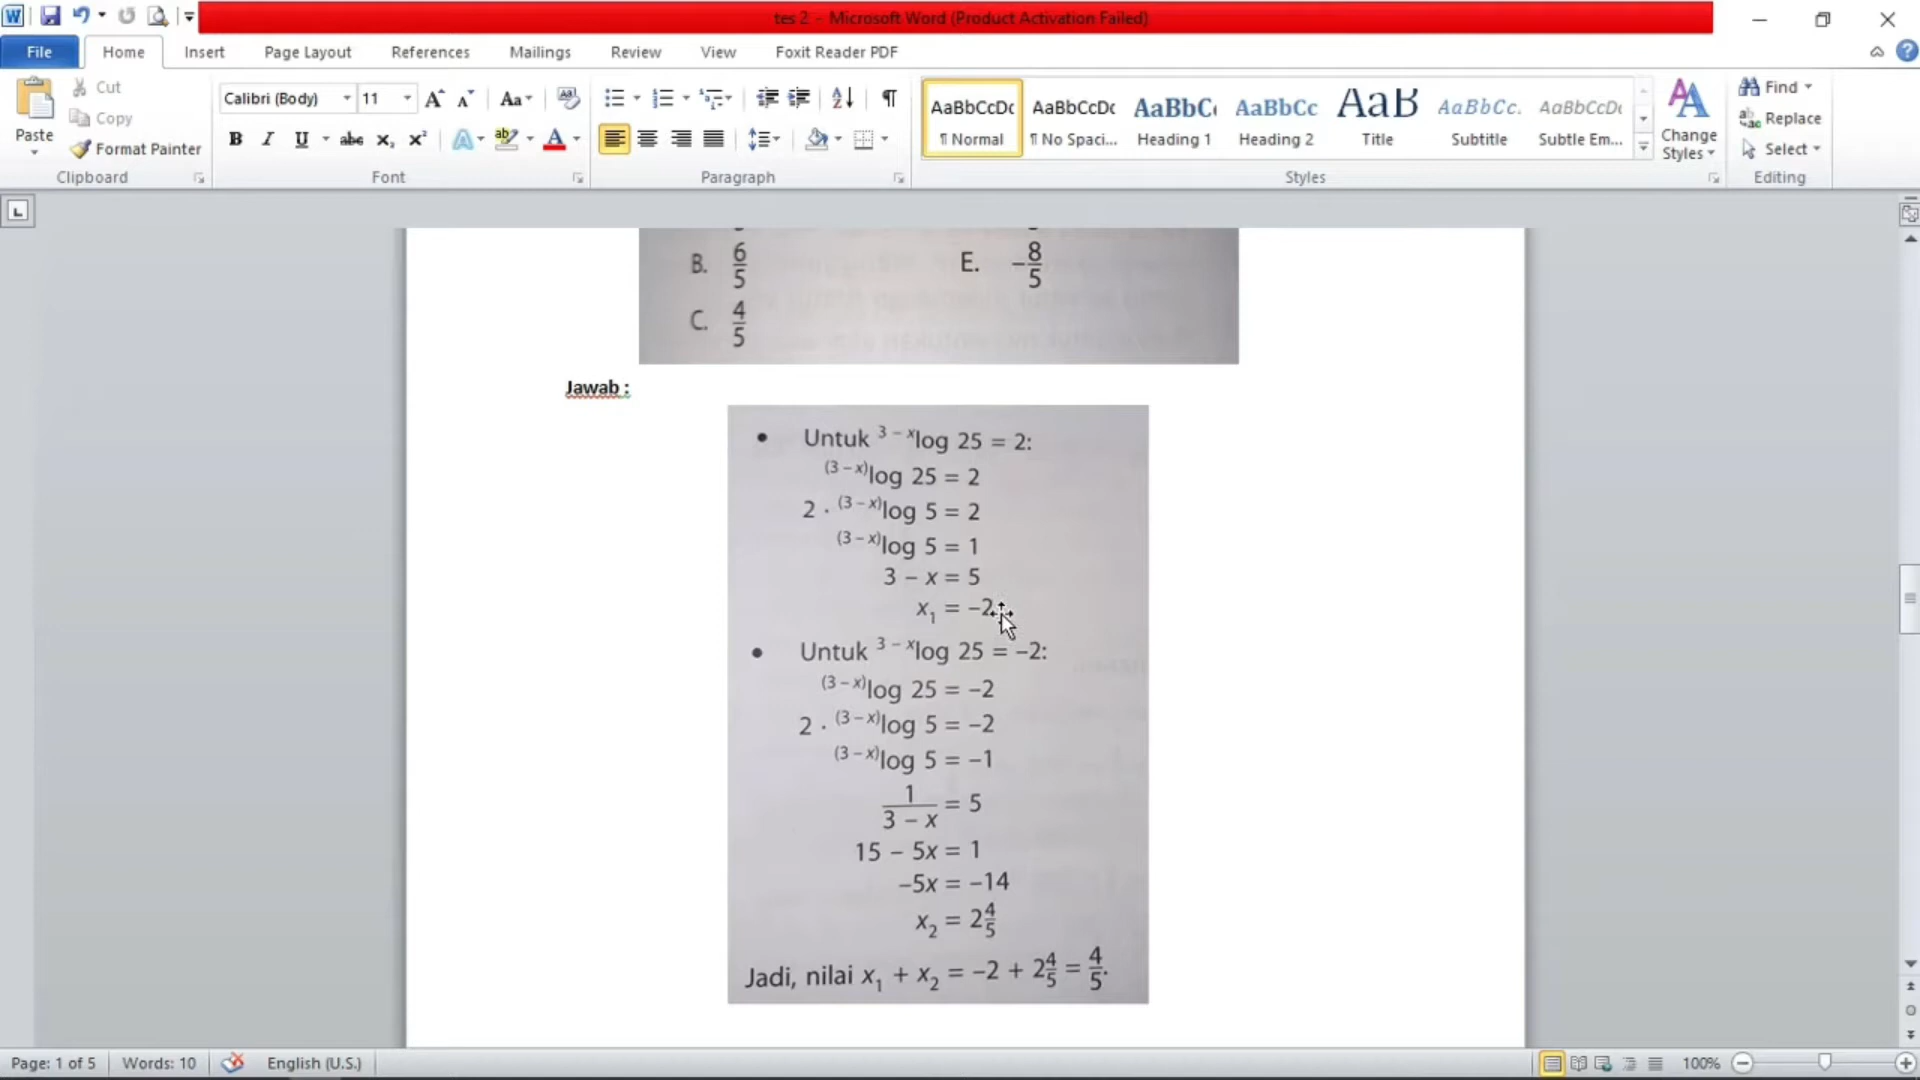 tes 2 - Microsoft Word (Product Activation Failed)
File Home Insert Page Layout References Mailings Review View Foxit Reader PDF
Paste
Cut
Copy
Format Painter
Clipboard
Calibri (Body) 11
Font
Paragraph
AaBbCcDc AaBbCcDc AaBbC AaBbCc AaB AaBbCc. AaBbCcDc
¶ Normal ¶ No Spaci... Heading 1 Heading 2 Title Subtitle Subtle Em...
Styles
Change Styles
Find
Replace
Select
Editing
B. 6/5 E. -8/5
C. 4/5
Jawab :
• Untuk ³⁻ˣlog 25 = 2:
⁽³⁻ˣ⁾log 25 = 2
2 · ⁽³⁻ˣ⁾log 5 = 2
⁽³⁻ˣ⁾log 5 = 1
3 – x = 5
x₁ = –2
• Untuk ³⁻ˣlog 25 = –2:
⁽³⁻ˣ⁾log 25 = –2
2 · ⁽³⁻ˣ⁾log 5 = –2
⁽³⁻ˣ⁾log 5 = –1
1/(3 – x) = 5
15 – 5x = 1
–5x = –14
x₂ = 2 4/5
Jadi, nilai x₁ + x₂ = –2 + 2 4/5 = 4/5.
Page: 1 of 5 Words: 10 English (U.S.) 100%